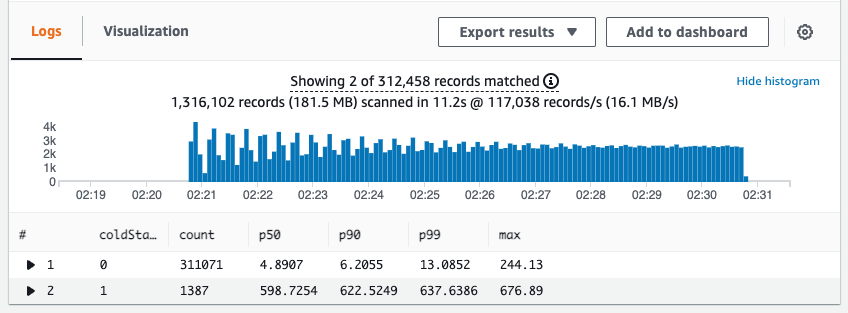 Logs Visualization Export results ▼ Add to dashboard
Showing 2 of 312,458 records matched
Hide histogram
1,316,102 records (181.5 MB) scanned in 11.2s @ 117,038 records/s (16.1 MB/s)
4k
3k
2k
1k
0
02:19 02:20 02:21 02:22 02:23 02:24 02:25 02:26 02:27 02:28 02:29 02:30 02:31
# coldSta… count p50 p90 p99 max
1 0 311071 4.8907 6.2055 13.0852 244.13
2 1 1387 598.7254 622.5249 637.6386 676.89